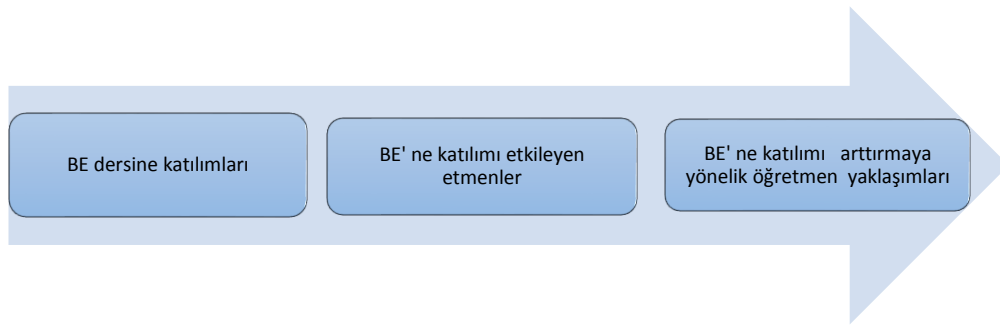 BE dersine katılımları
BE' ne katılımı etkileyen
etmenler
BE' ne katılımı arttırmaya
yönelik öğretmen yaklaşımları